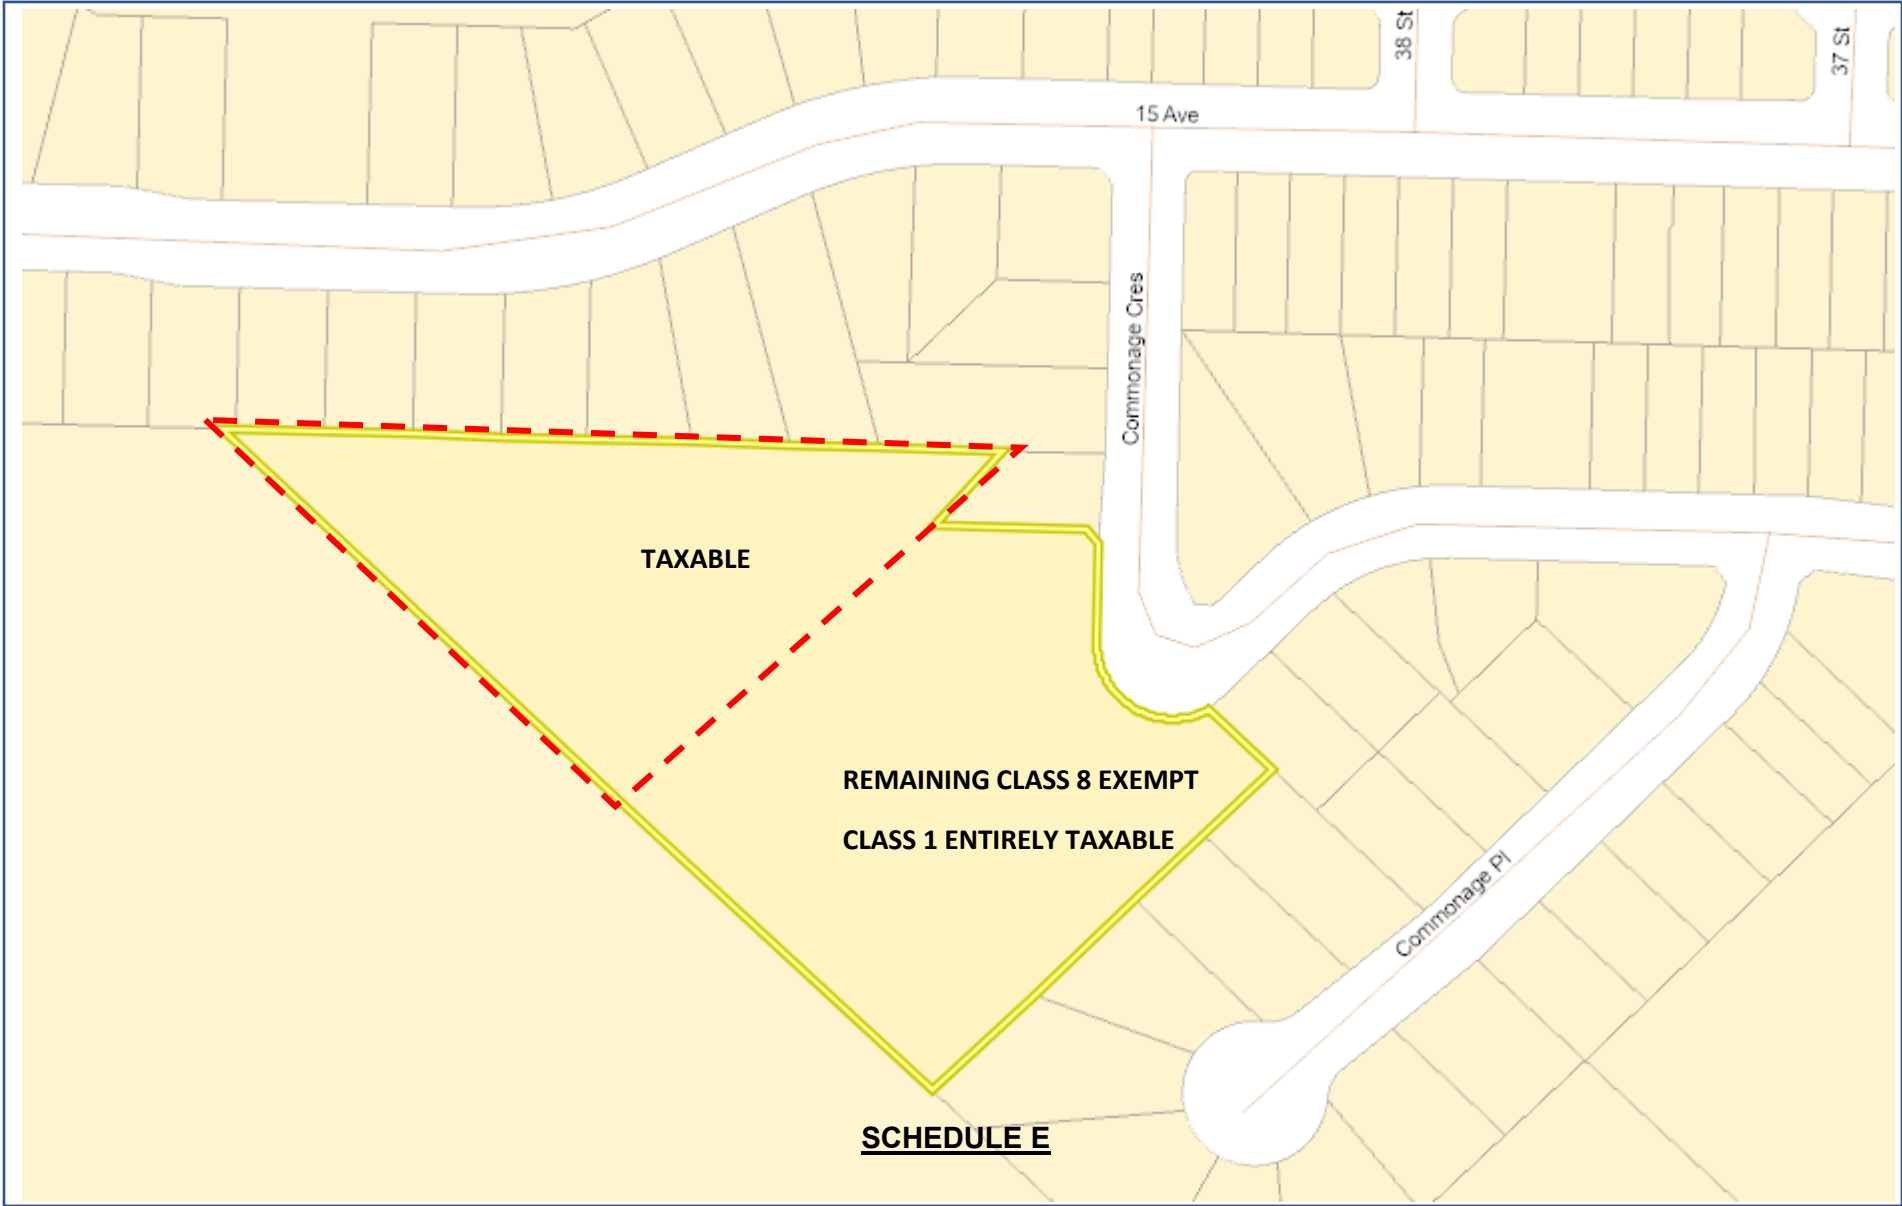 38 St
37 St
15 Ave
Commonage Cres
TAXABLE
REMAINING CLASS 8 EXEMPT
CLASS 1 ENTIRELY TAXABLE
Commonage Pl
SCHEDULE E